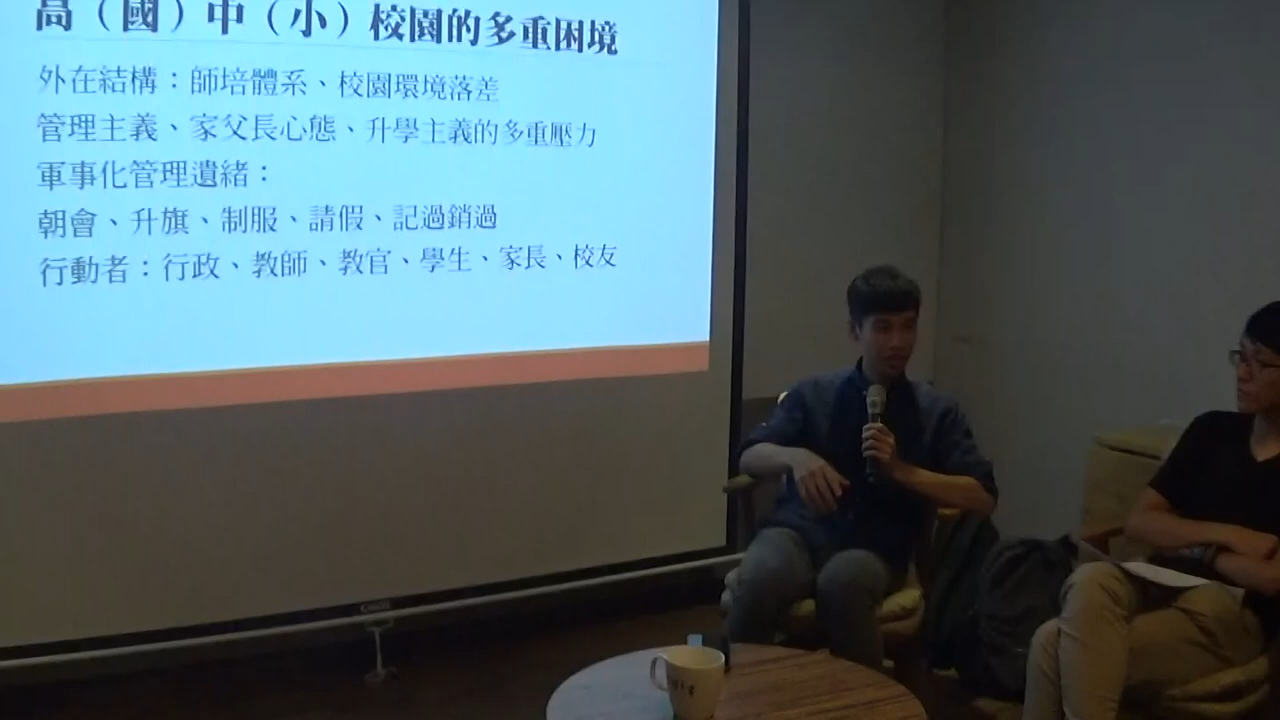 高（國）中（小）校園的多重困境
外在結構：師培體系、校園環境落差
管理主義、家父長心態、升學主義的多重壓力
軍事化管理遺緒：
朝會、升旗、制服、請假、記過銷過
行動者：行政、教師、教官、學生、家長、校友